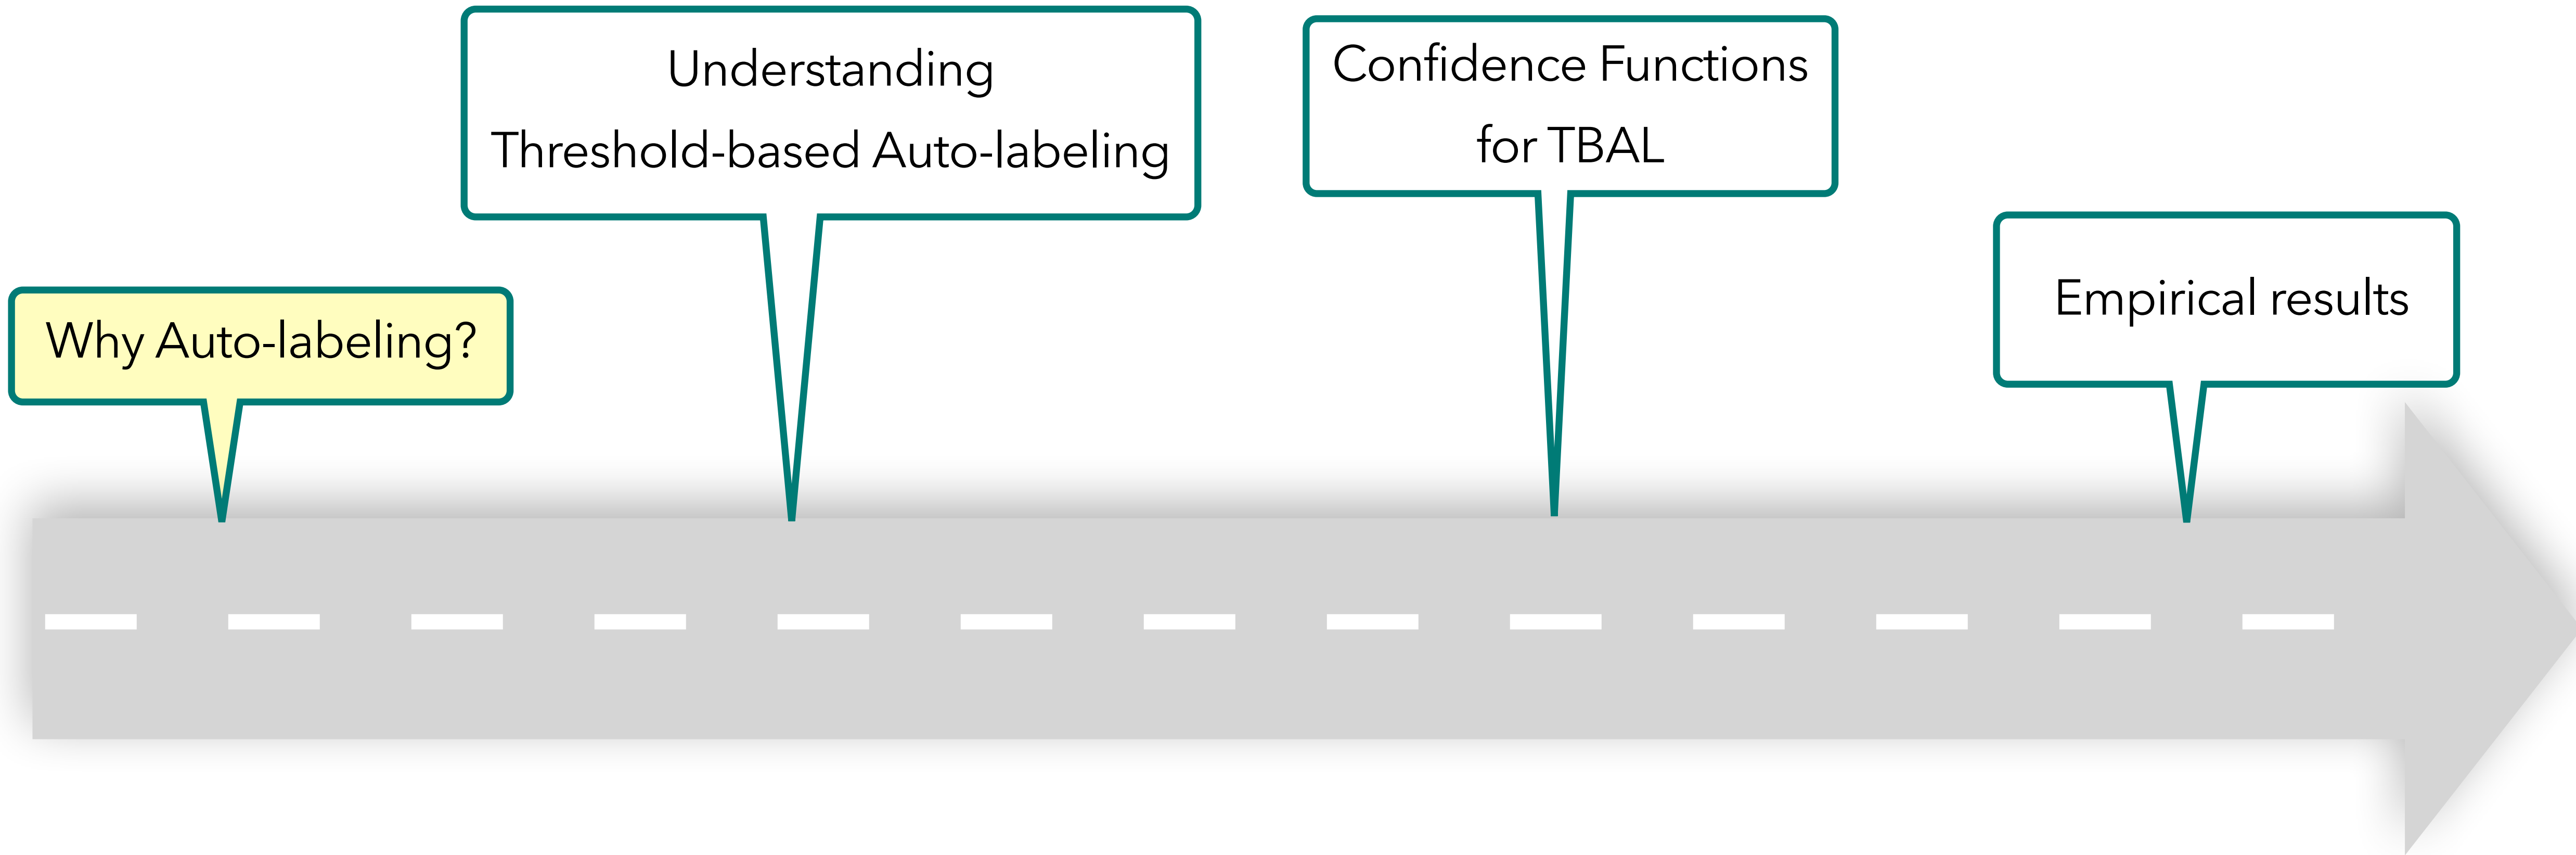 Why Auto-labeling?
Understanding
Threshold-based Auto-labeling
Confidence Functions
for TBAL
Empirical results